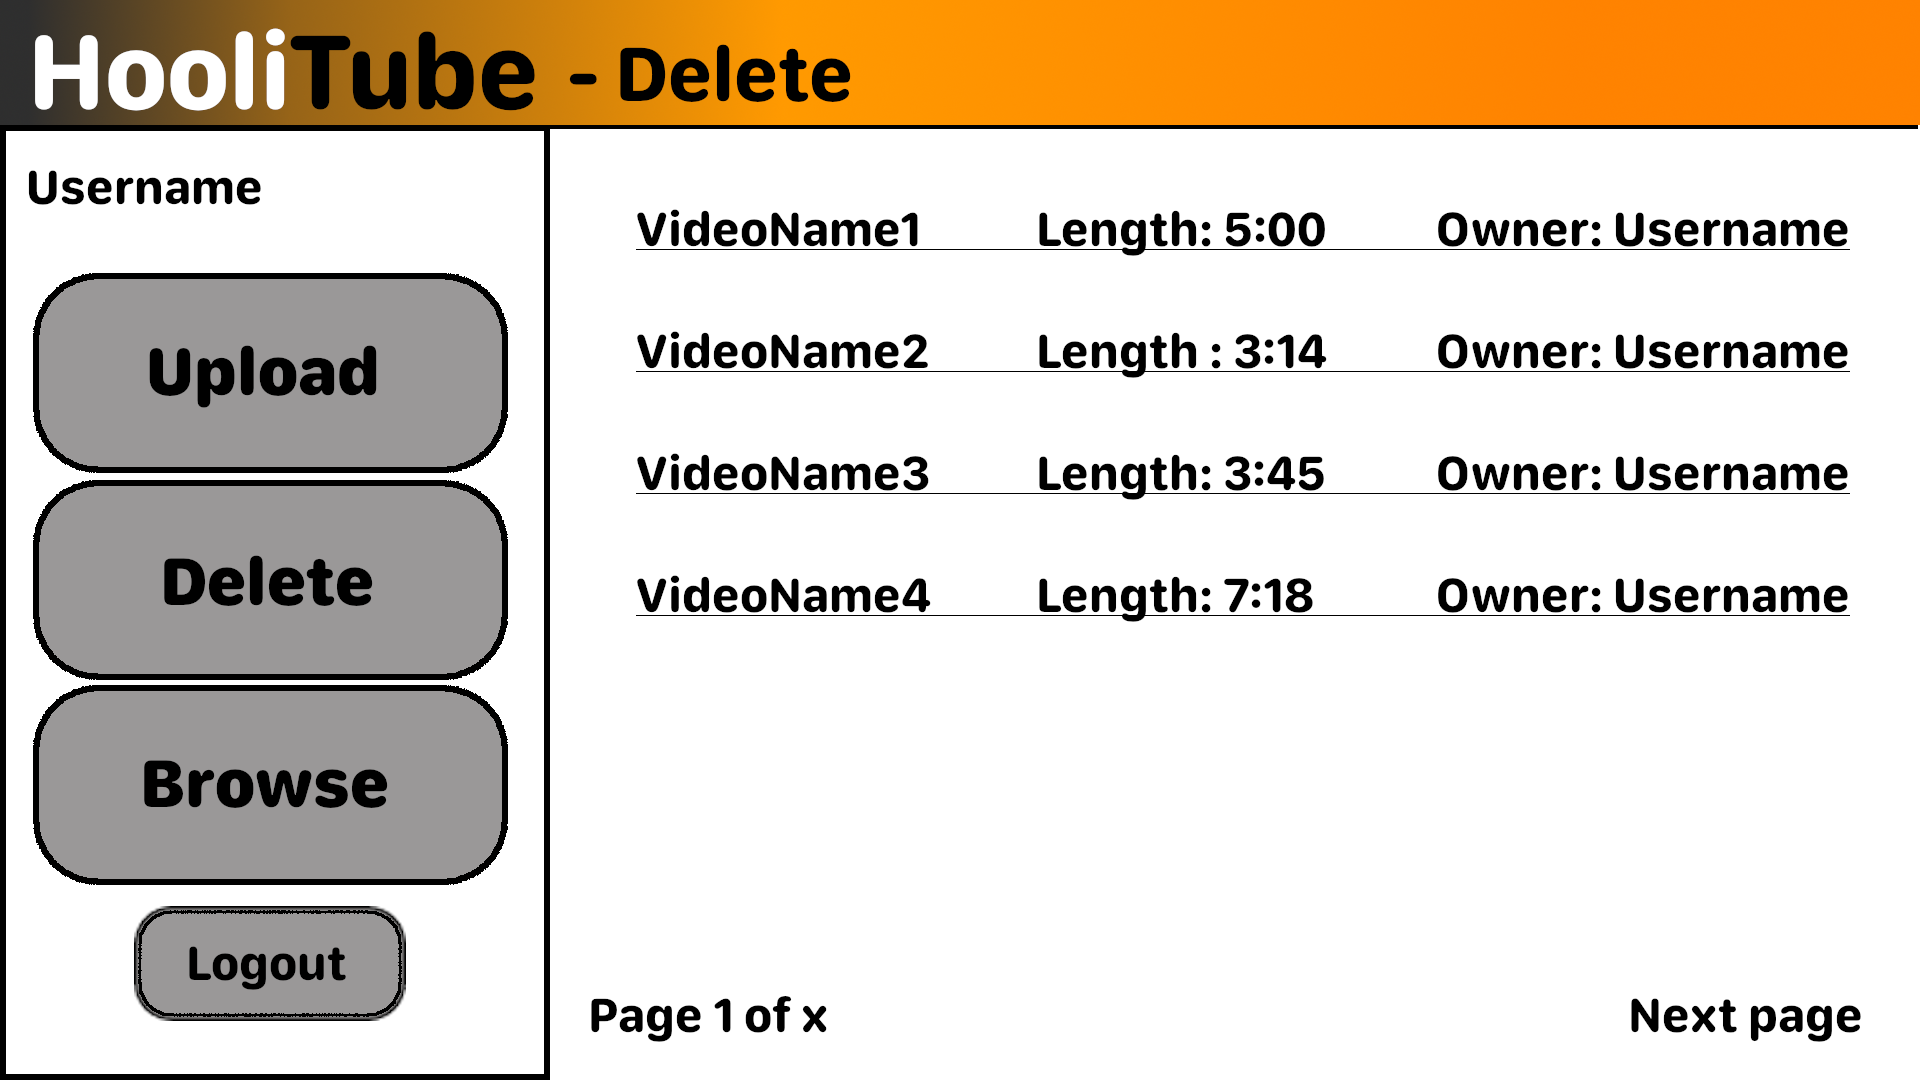 HooliTube - Delete
Username
Upload
Delete
Browse
Logout
VideoName1 Length: 5:00 Owner: Username
VideoName2 Length : 3:14 Owner: Username
VideoName3 Length: 3:45 Owner: Username
VideoName4 Length: 7:18 Owner: Username
Page 1 of x Next page